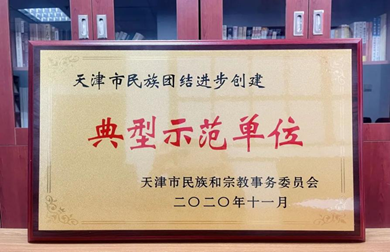 天津市民族团结进步创建
典型示范单位
天津市民族和宗教事务委员会
二〇二〇年十一月